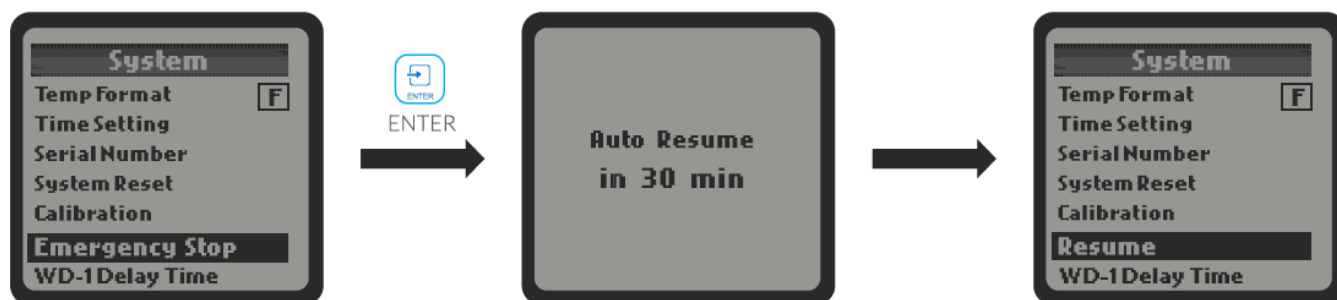 System
Temp Format F
Time Setting
Serial Number
System Reset
Calibration
Emergency Stop
WD-1 Delay Time
ENTER
ENTER
Auto Resume
in 30 min
System
Temp Format F
Time Setting
Serial Number
System Reset
Calibration
Resume
WD-1 Delay Time